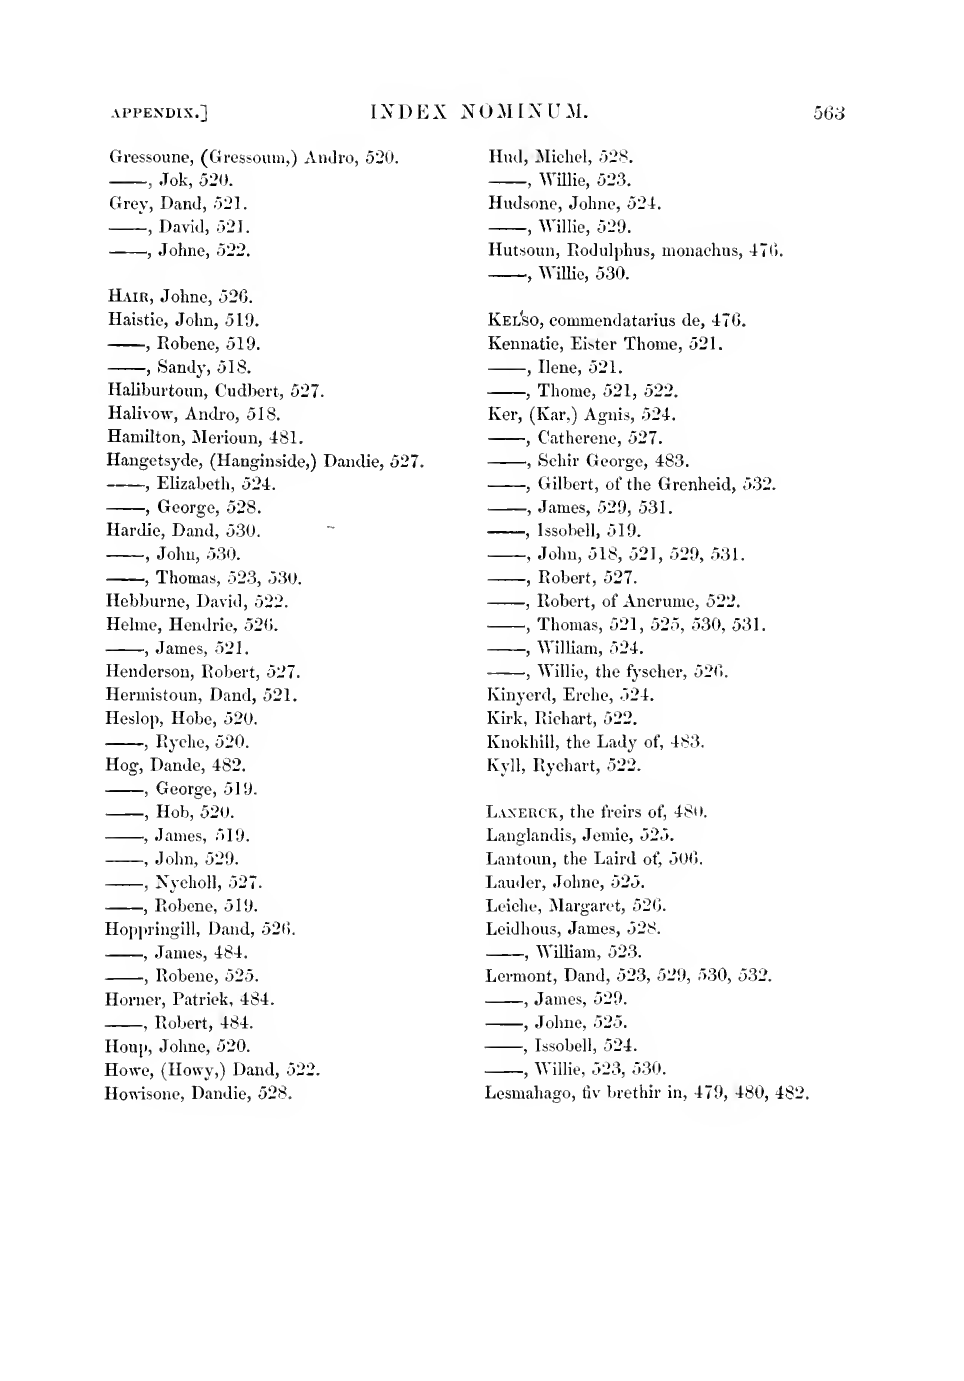 APPENDIX.] INDEX NOMINUM. 563
Gressoune, (Gressoum,) Andro, 520.
——, Jok, 520.
Grey, Dand, 521.
——, David, 521.
——, Johne, 522.
HAIR, Johne, 526.
Haistie, John, 519.
——, Robene, 519.
——, Sandy, 518.
Haliburtoun, Cudbert, 527.
Halivow, Andro, 518.
Hamilton, Merioun, 481.
Hangetsyde, (Hanginside,) Dandie, 527.
——, Elizabeth, 524.
——, George, 528.
Hardie, Dand, 530.
——, John, 530.
——, Thomas, 523, 530.
Hebburne, David, 522.
Helme, Hendrie, 526.
——, James, 521.
Henderson, Robert, 527.
Hermistoun, Dand, 521.
Heslop, Hobe, 520.
——, Ryche, 520.
Hog, Dande, 482.
——, George, 519.
——, Hob, 520.
——, James, 519.
——, John, 529.
——, Nycholl, 527.
——, Robene, 519.
Hoppringill, Dand, 526.
——, James, 484.
——, Robene, 525.
Horner, Patrick, 484.
——, Robert, 484.
Houp, Johne, 520.
Howe, (Howy,) Dand, 522.
Howisone, Dandie, 528.
Hud, Michel, 528.
——, Willie, 523.
Hudsone, Johne, 524.
——, Willie, 529.
Hutsoun, Rodulphus, monachus, 476.
——, Willie, 530.
KELSO, commendatarius de, 476.
Kennatie, Eister Thome, 521.
——, Ilene, 521.
——, Thome, 521, 522.
Ker, (Kar,) Agnis, 524.
——, Catherene, 527.
——, Schir George, 483.
——, Gilbert, of the Grenheid, 532.
——, James, 529, 531.
——, Issobell, 519.
——, John, 518, 521, 529, 531.
——, Robert, 527.
——, Robert, of Ancrume, 522.
——, Thomas, 521, 525, 530, 531.
——, William, 524.
——, Willie, the fyscher, 526.
Kinyerd, Erche, 524.
Kirk, Richart, 522.
Knokhill, the Lady of, 483.
Kyll, Rychart, 522.
LANERCK, the freirs of, 480.
Langlandis, Jemie, 525.
Lantoun, the Laird of, 506.
Lauder, Johne, 525.
Leiche, Margaret, 526.
Leidhous, James, 528.
——, William, 523.
Lermont, Dand, 523, 529, 530, 532.
——, James, 529.
——, Johne, 525.
——, Issobell, 524.
——, Willie, 523, 530.
Lesmahago, fiv brethir in, 479, 480, 482.